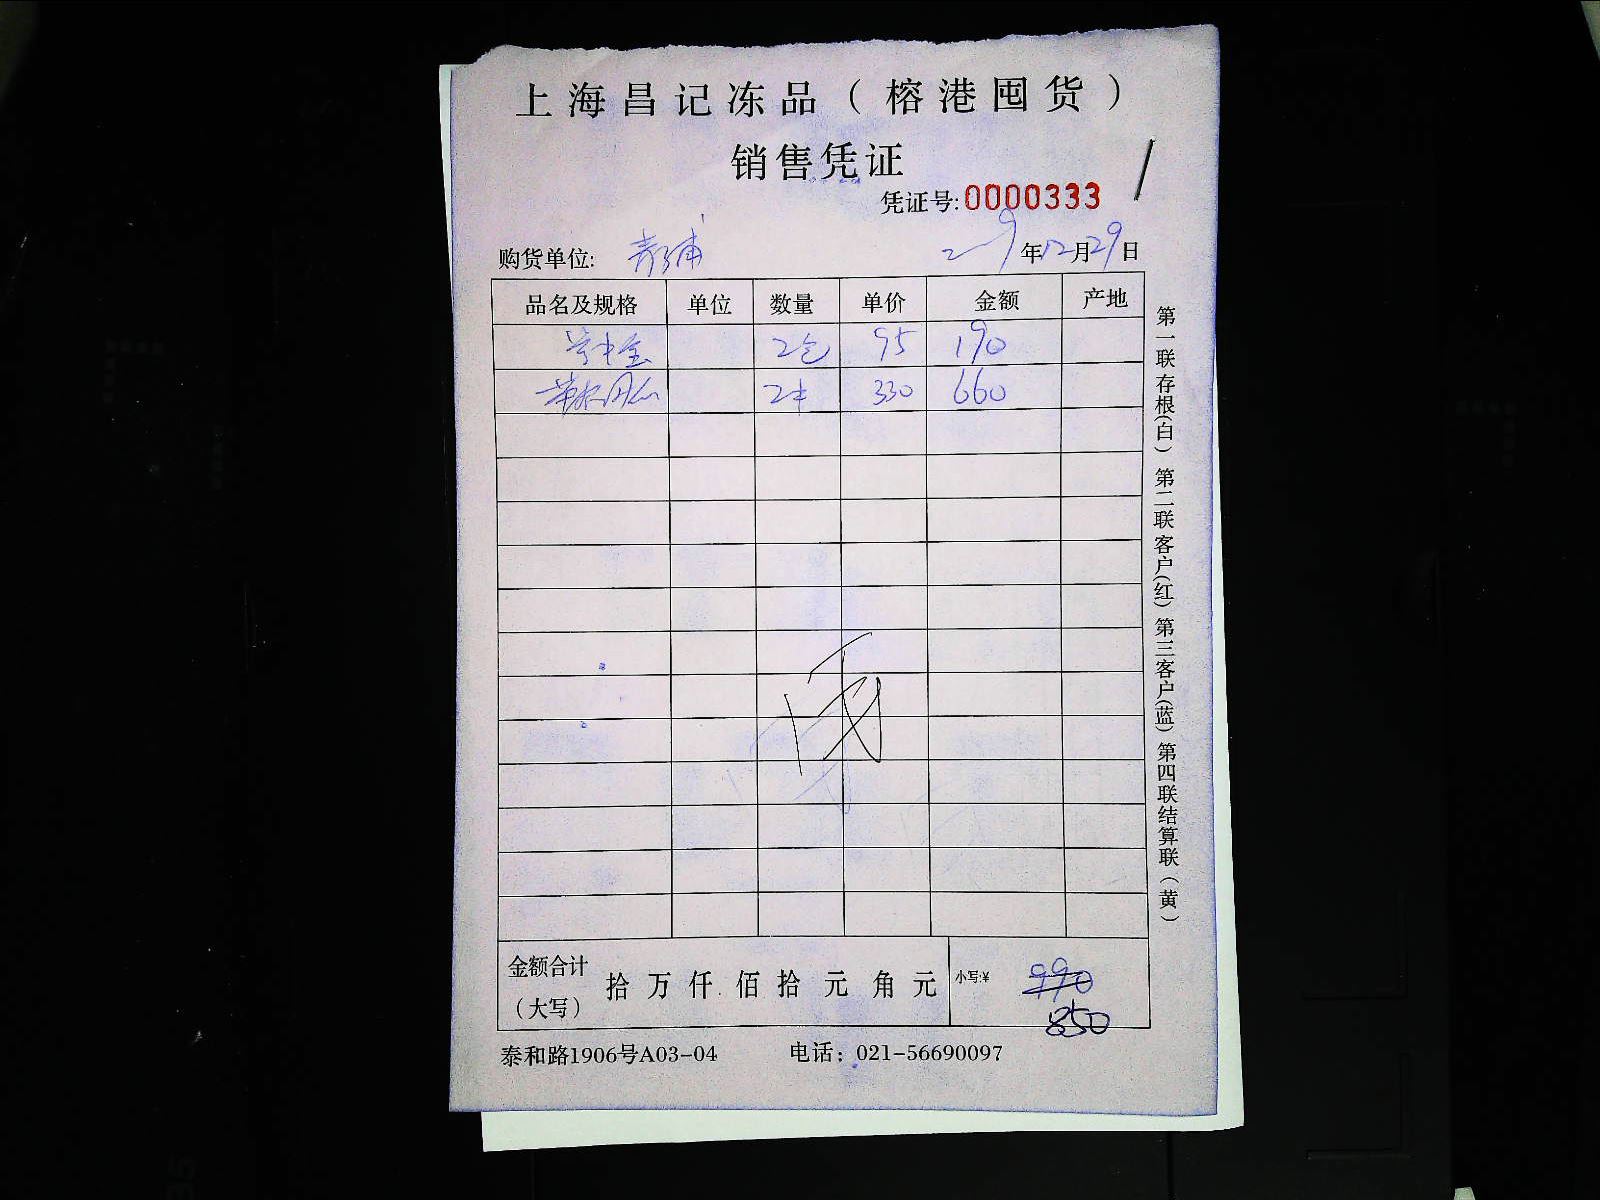 上海昌记冻品（榕港囤货）
销售凭证
凭证号:0000333
购货单位: 青浦 年12月29日
品名及规格 单位 数量 单价 金额 产地
2包 95 190
330 660
金额合计（大写） 拾 万 仟 佰 拾 元 角 元 小写:¥ 990
850
泰和路1906号A03-04 电话：021-56690097
第一联存根(白) 第二联客户(红) 第三客户(蓝) 第四联结算联(黄)